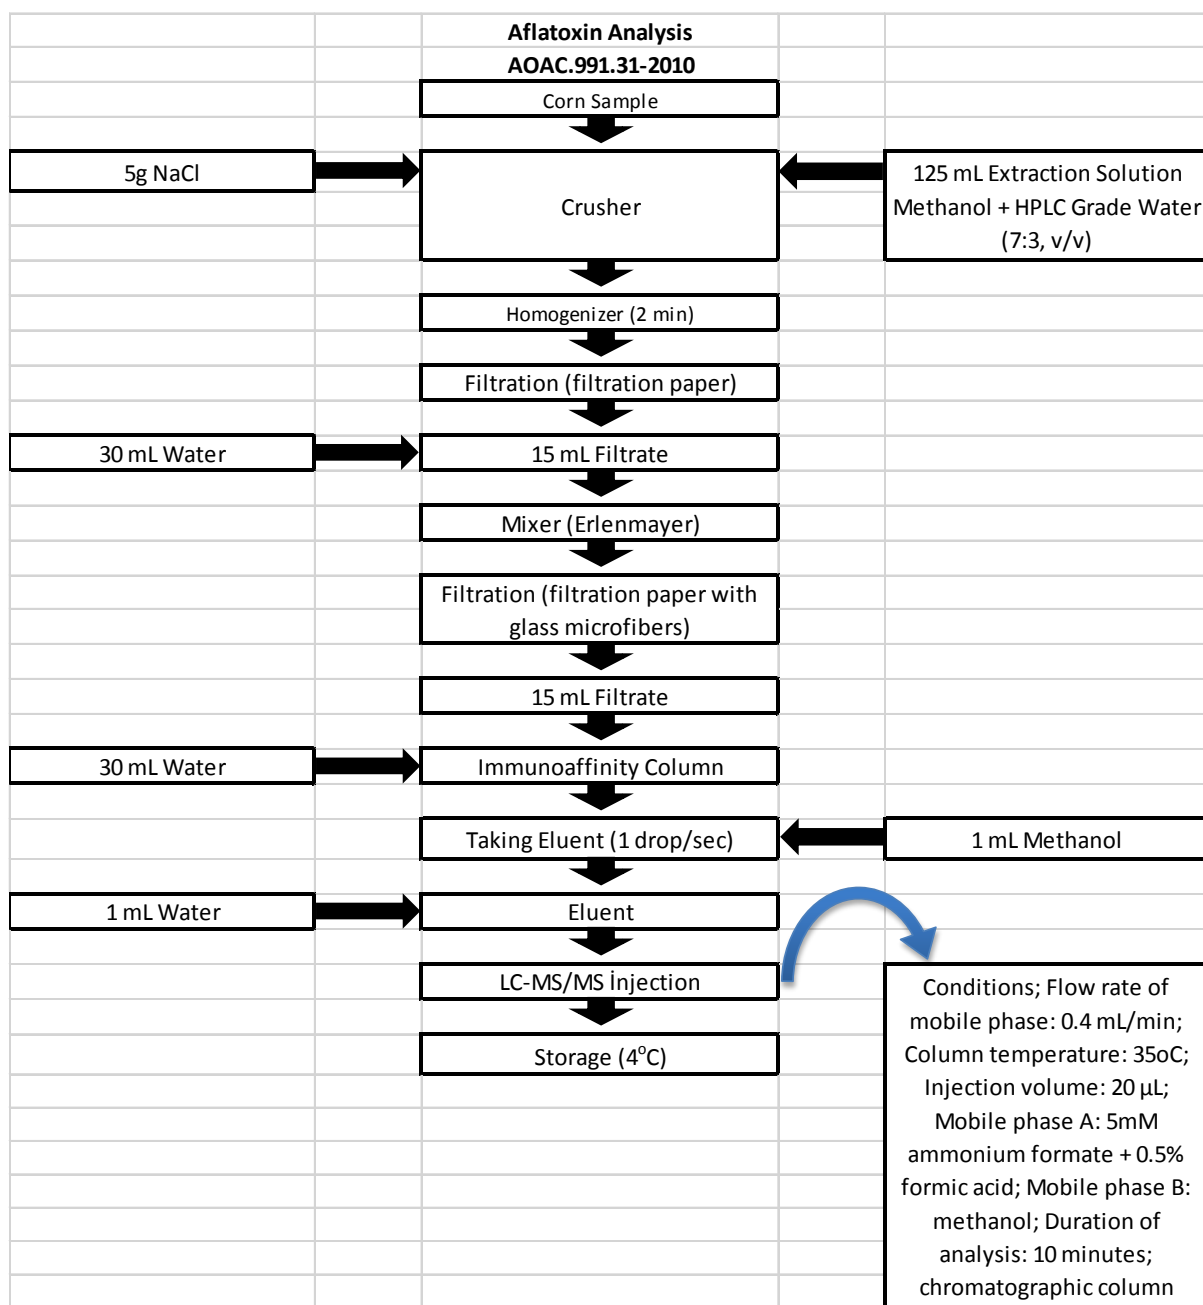 Aflatoxin Analysis
AOAC.991.31-2010
Corn Sample
5g NaCl
Crusher
125 mL Extraction Solution
Methanol + HPLC Grade Water
(7:3, v/v)
Homogenizer (2 min)
Filtration (filtration paper)
30 mL Water
15 mL Filtrate
Mixer (Erlenmayer)
Filtration (filtration paper with
glass microfibers)
15 mL Filtrate
30 mL Water
Immunoaffinity Column
Taking Eluent (1 drop/sec)
1 mL Methanol
1 mL Water
Eluent
LC-MS/MS İnjection
Storage (4°C)
Conditions; Flow rate of
mobile phase: 0.4 mL/min;
Column temperature: 35oC;
Injection volume: 20 µL;
Mobile phase A: 5mM
ammonium formate + 0.5%
formic acid; Mobile phase B:
methanol; Duration of
analysis: 10 minutes;
chromatographic column